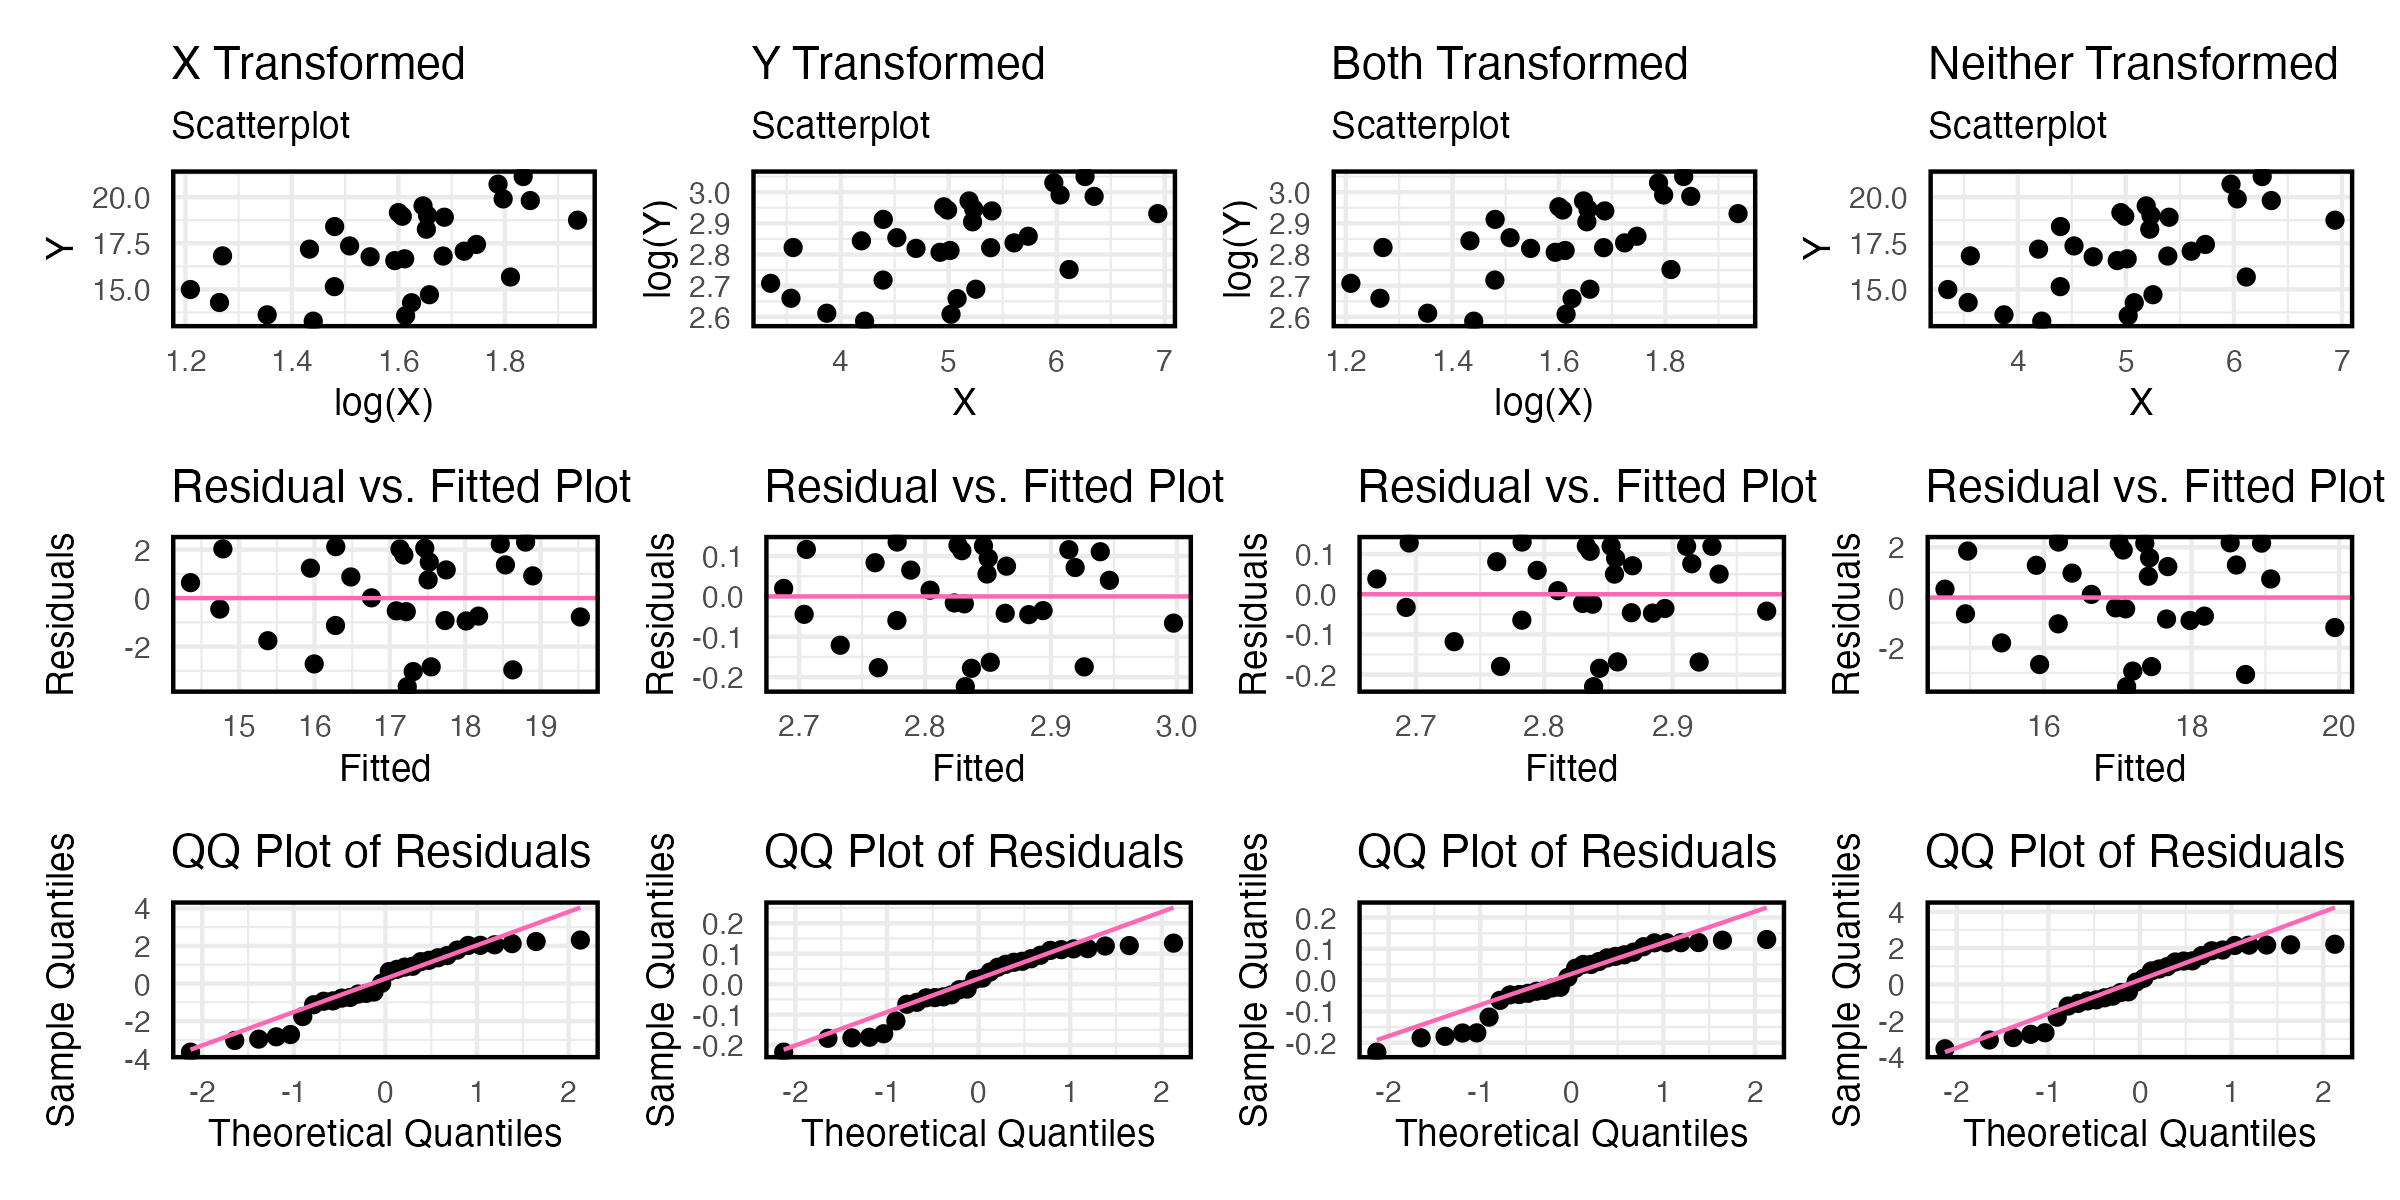 X Transformed
Y Transformed
Both Transformed
Neither Transformed
Scatterplot
Scatterplot
Scatterplot
Scatterplot
Y
20.0
17.5
15.0
1.2 1.4 1.6 1.8
log(X)
log(Y)
3.0
2.9
2.8
2.7
2.6
4 5 6 7
X
log(Y)
3.0
2.9
2.8
2.7
2.6
1.2 1.4 1.6 1.8
log(X)
Y
20.0
17.5
15.0
4 5 6 7
X
Residual vs. Fitted Plot
Residuals
2
0
-2
15 16 17 18 19
Fitted
Residual vs. Fitted Plot
Residuals
0.1
0.0
-0.1
-0.2
2.7 2.8 2.9 3.0
Fitted
Residual vs. Fitted Plot
Residuals
0.1
0.0
-0.1
-0.2
2.7 2.8 2.9
Fitted
Residual vs. Fitted Plot
Residuals
2
0
-2
16 18 20
Fitted
QQ Plot of Residuals
Sample Quantiles
4
2
0
-2
-4
-2 -1 0 1 2
Theoretical Quantiles
QQ Plot of Residuals
Sample Quantiles
0.2
0.1
0.0
-0.1
-0.2
-2 -1 0 1 2
Theoretical Quantiles
QQ Plot of Residuals
Sample Quantiles
0.2
0.1
0.0
-0.1
-0.2
-2 -1 0 1 2
Theoretical Quantiles
QQ Plot of Residuals
Sample Quantiles
4
2
0
-2
-4
-2 -1 0 1 2
Theoretical Quantiles